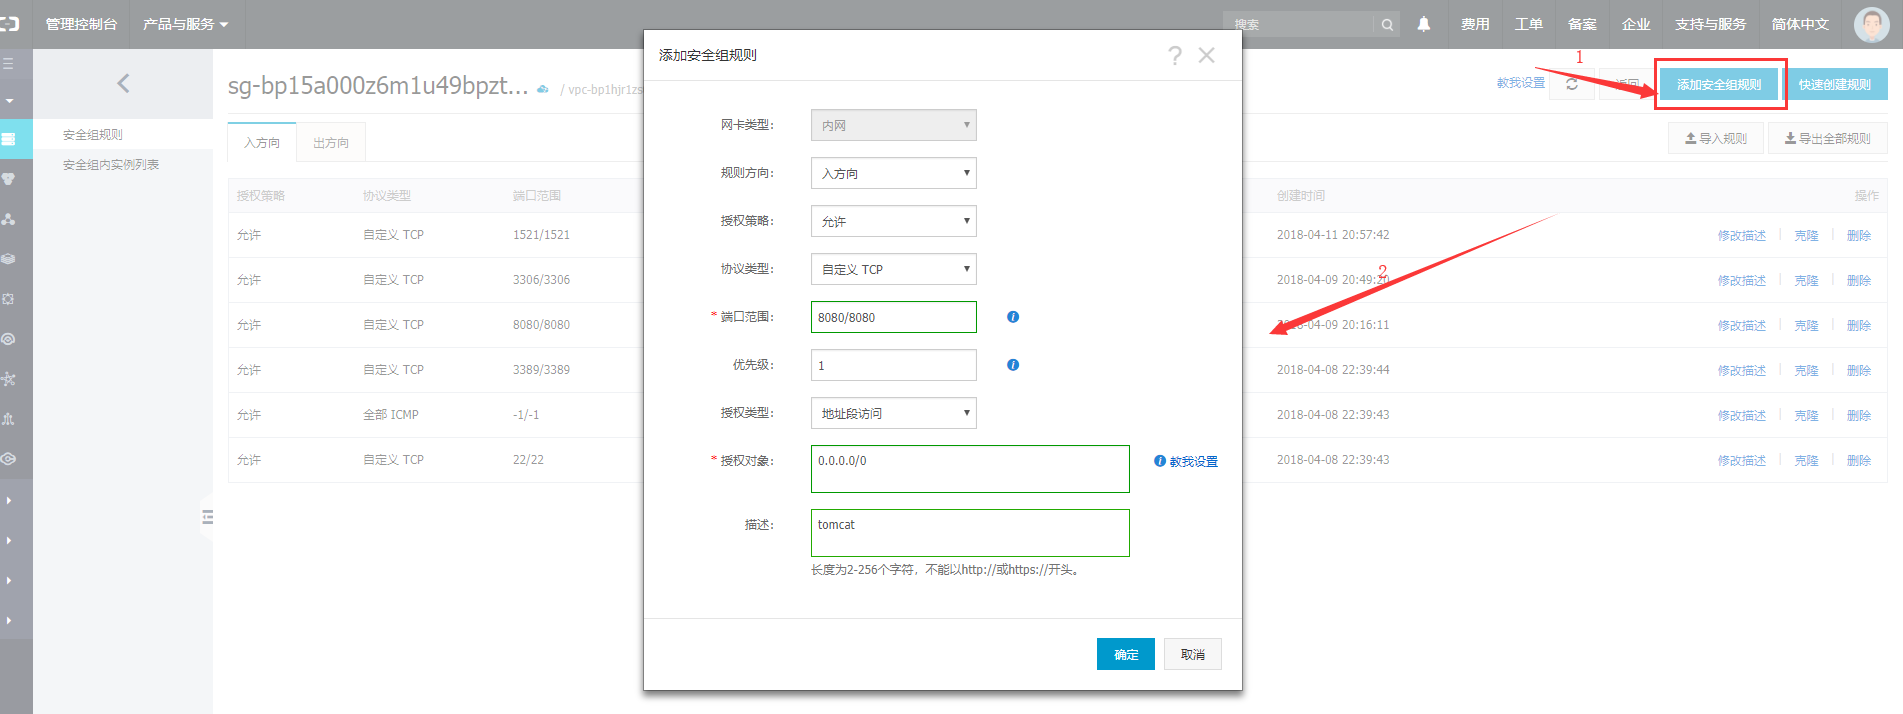 管理控制台 产品与服务 搜索 费用 工单 备案 企业 支持与服务 简体中文
sg-bp15a000z6m1u49bpzt... / vpc-bp1hjr1zs 教我设置 返回 添加安全组规则 快速创建规则
1
安全组规则
安全组内实例列表
入方向 出方向 导入规则 导出全部规则
授权策略 协议类型 端口范围 创建时间 操作
允许 自定义 TCP 1521/1521 2018-04-11 20:57:42 修改描述 克隆 删除
允许 自定义 TCP 3306/3306 2018-04-09 20:49:20 修改描述 克隆 删除
2
允许 自定义 TCP 8080/8080 2018-04-09 20:16:11 修改描述 克隆 删除
允许 自定义 TCP 3389/3389 2018-04-08 22:39:44 修改描述 克隆 删除
允许 全部 ICMP -1/-1 2018-04-08 22:39:43 修改描述 克隆 删除
允许 自定义 TCP 22/22 2018-04-08 22:39:43 修改描述 克隆 删除
添加安全组规则 ?
网卡类型： 内网
规则方向： 入方向
授权策略： 允许
协议类型： 自定义 TCP
* 端口范围： 8080/8080
优先级： 1
授权类型： 地址段访问
* 授权对象： 0.0.0.0/0 教我设置
描述： tomcat
长度为2-256个字符，不能以http://或https://开头。
确定 取消